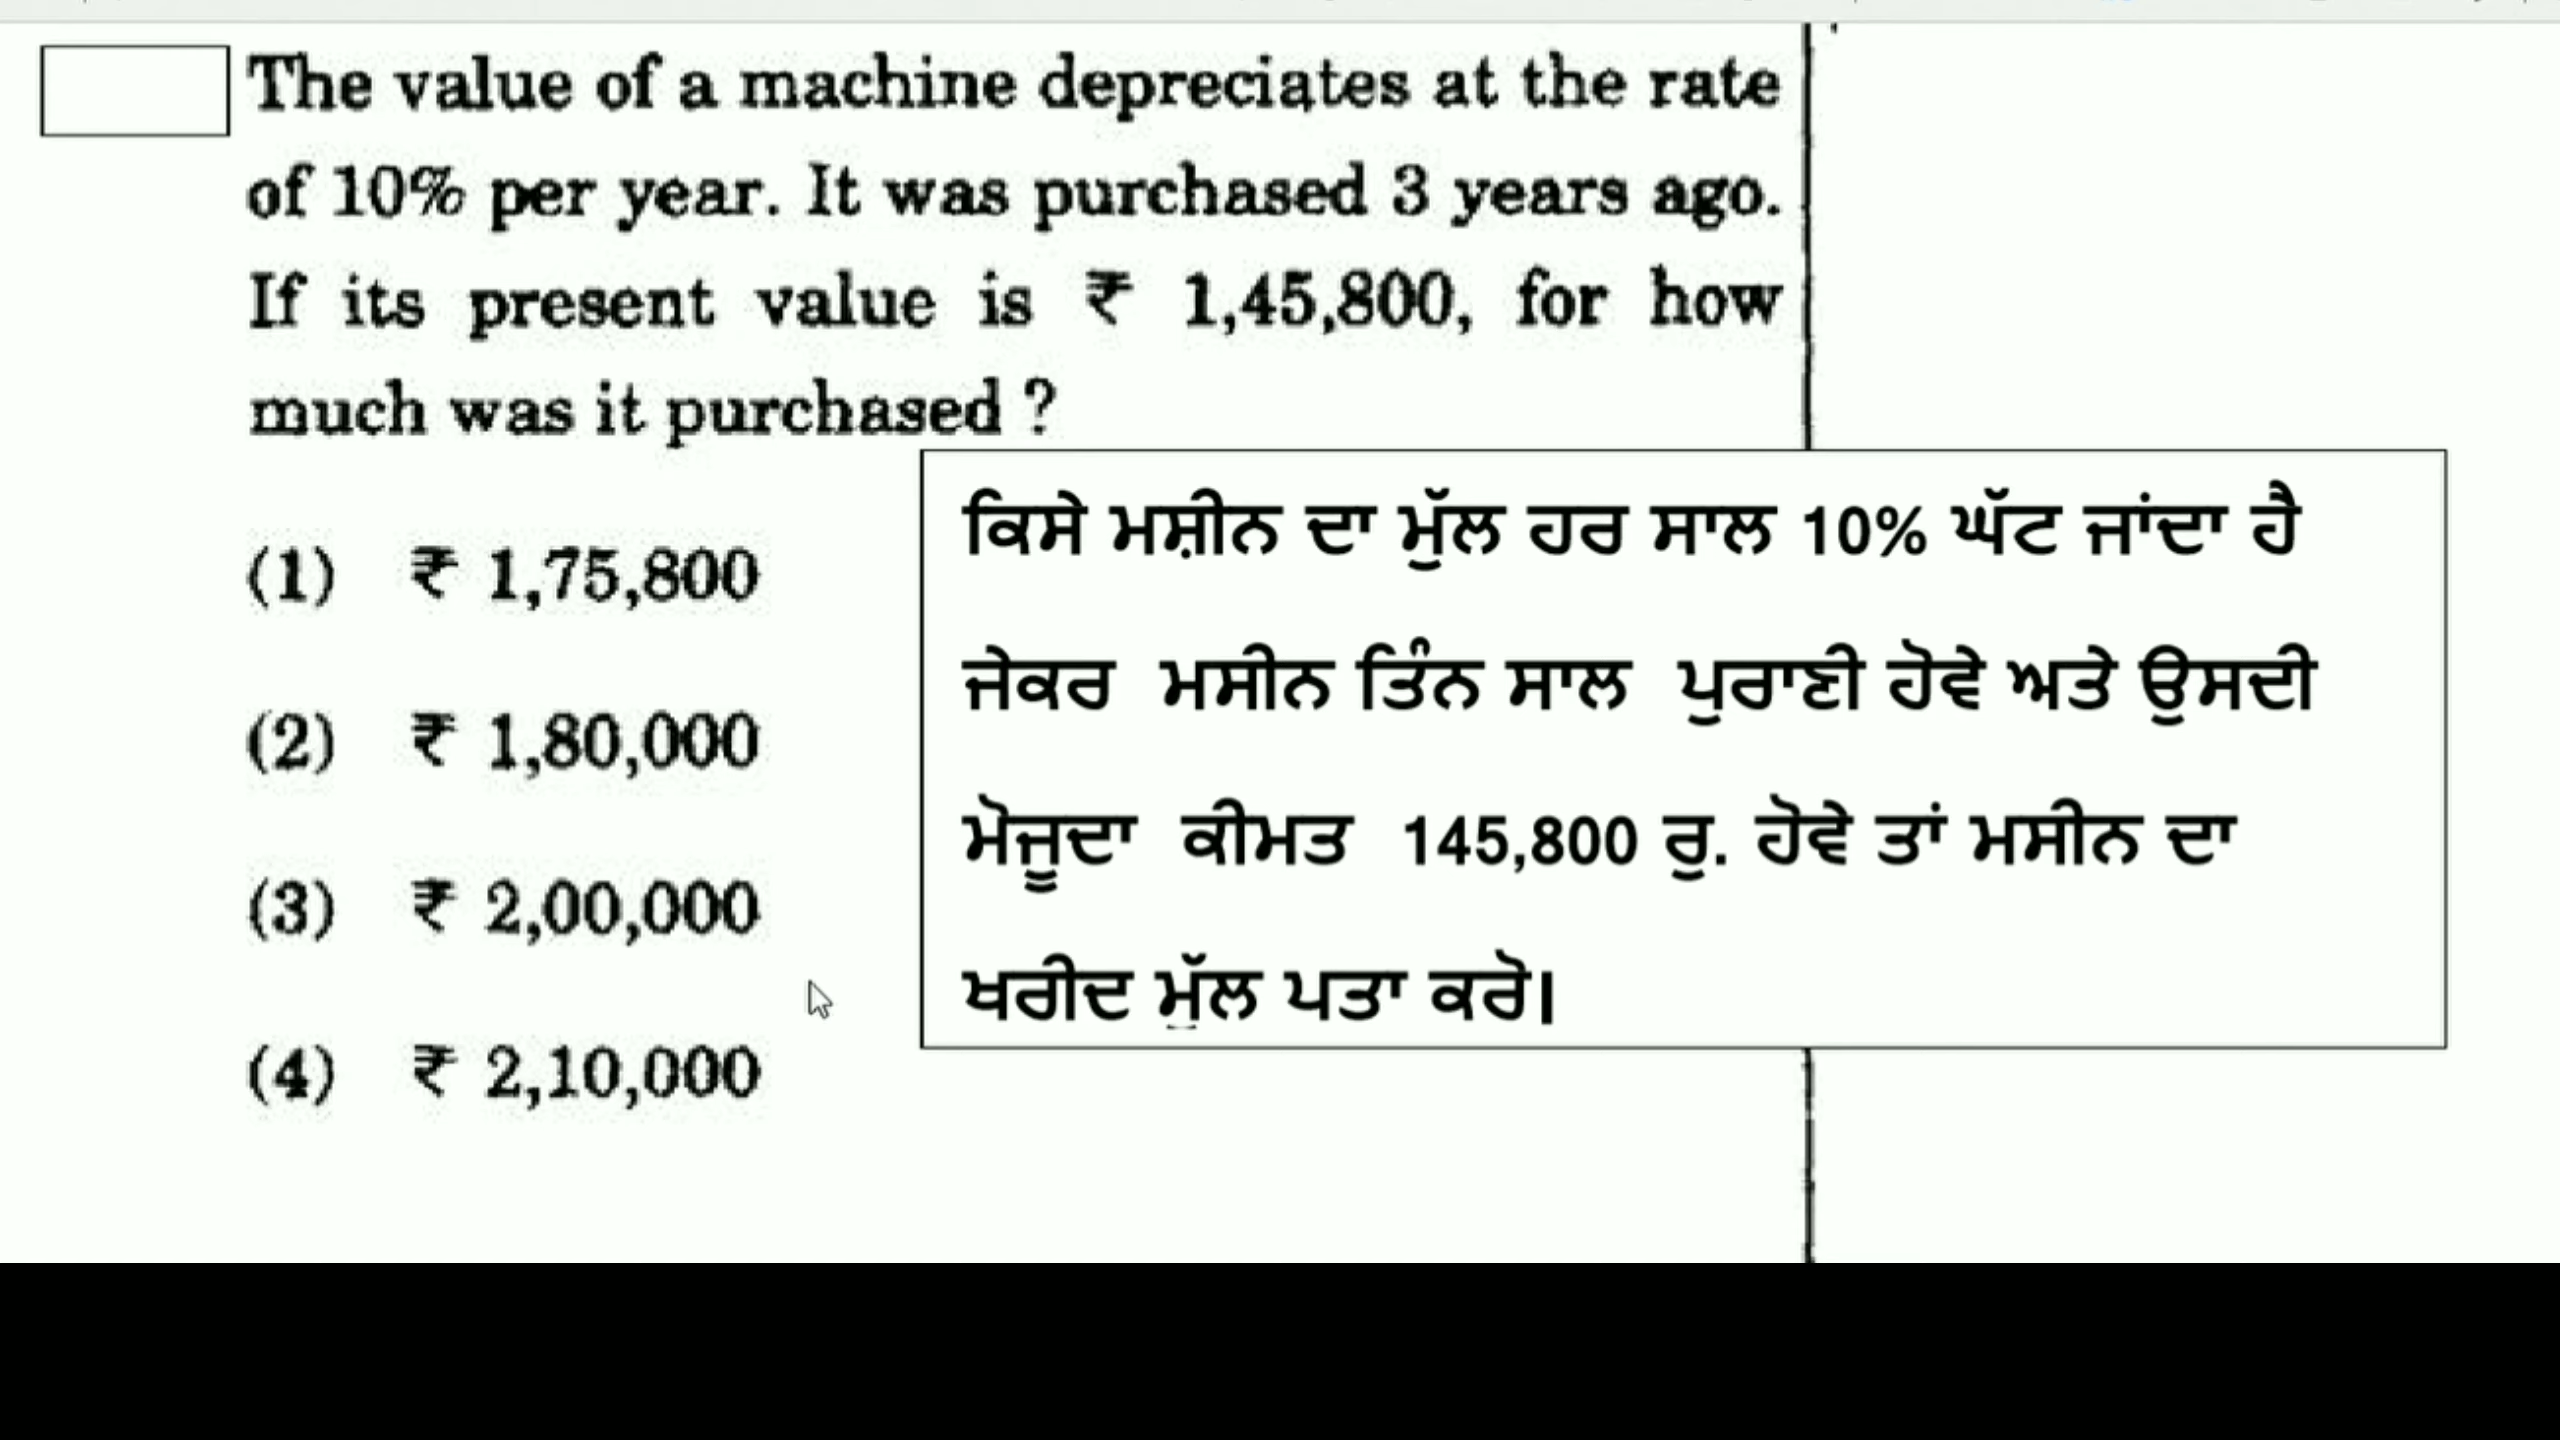 The value of a machine depreciates at the rate
of 10% per year. It was purchased 3 years ago.
If its present value is ₹ 1,45,800, for how
much was it purchased ?
(1) ₹ 1,75,800
(2) ₹ 1,80,000
(3) ₹ 2,00,000
(4) ₹ 2,10,000
ਕਿਸੇ ਮਸ਼ੀਨ ਦਾ ਮੁੱਲ ਹਰ ਸਾਲ 10% ਘੱਟ ਜਾਂਦਾ ਹੈ
ਜੇਕਰ ਮਸੀਨ ਤਿੰਨ ਸਾਲ ਪੁਰਾਣੀ ਹੋਵੇ ਅਤੇ ਉਸਦੀ
ਮੋਜੂਦਾ ਕੀਮਤ 145,800 ਰੁ. ਹੋਵੇ ਤਾਂ ਮਸੀਨ ਦਾ
ਖਰੀਦ ਮੁੱਲ ਪਤਾ ਕਰੋ।